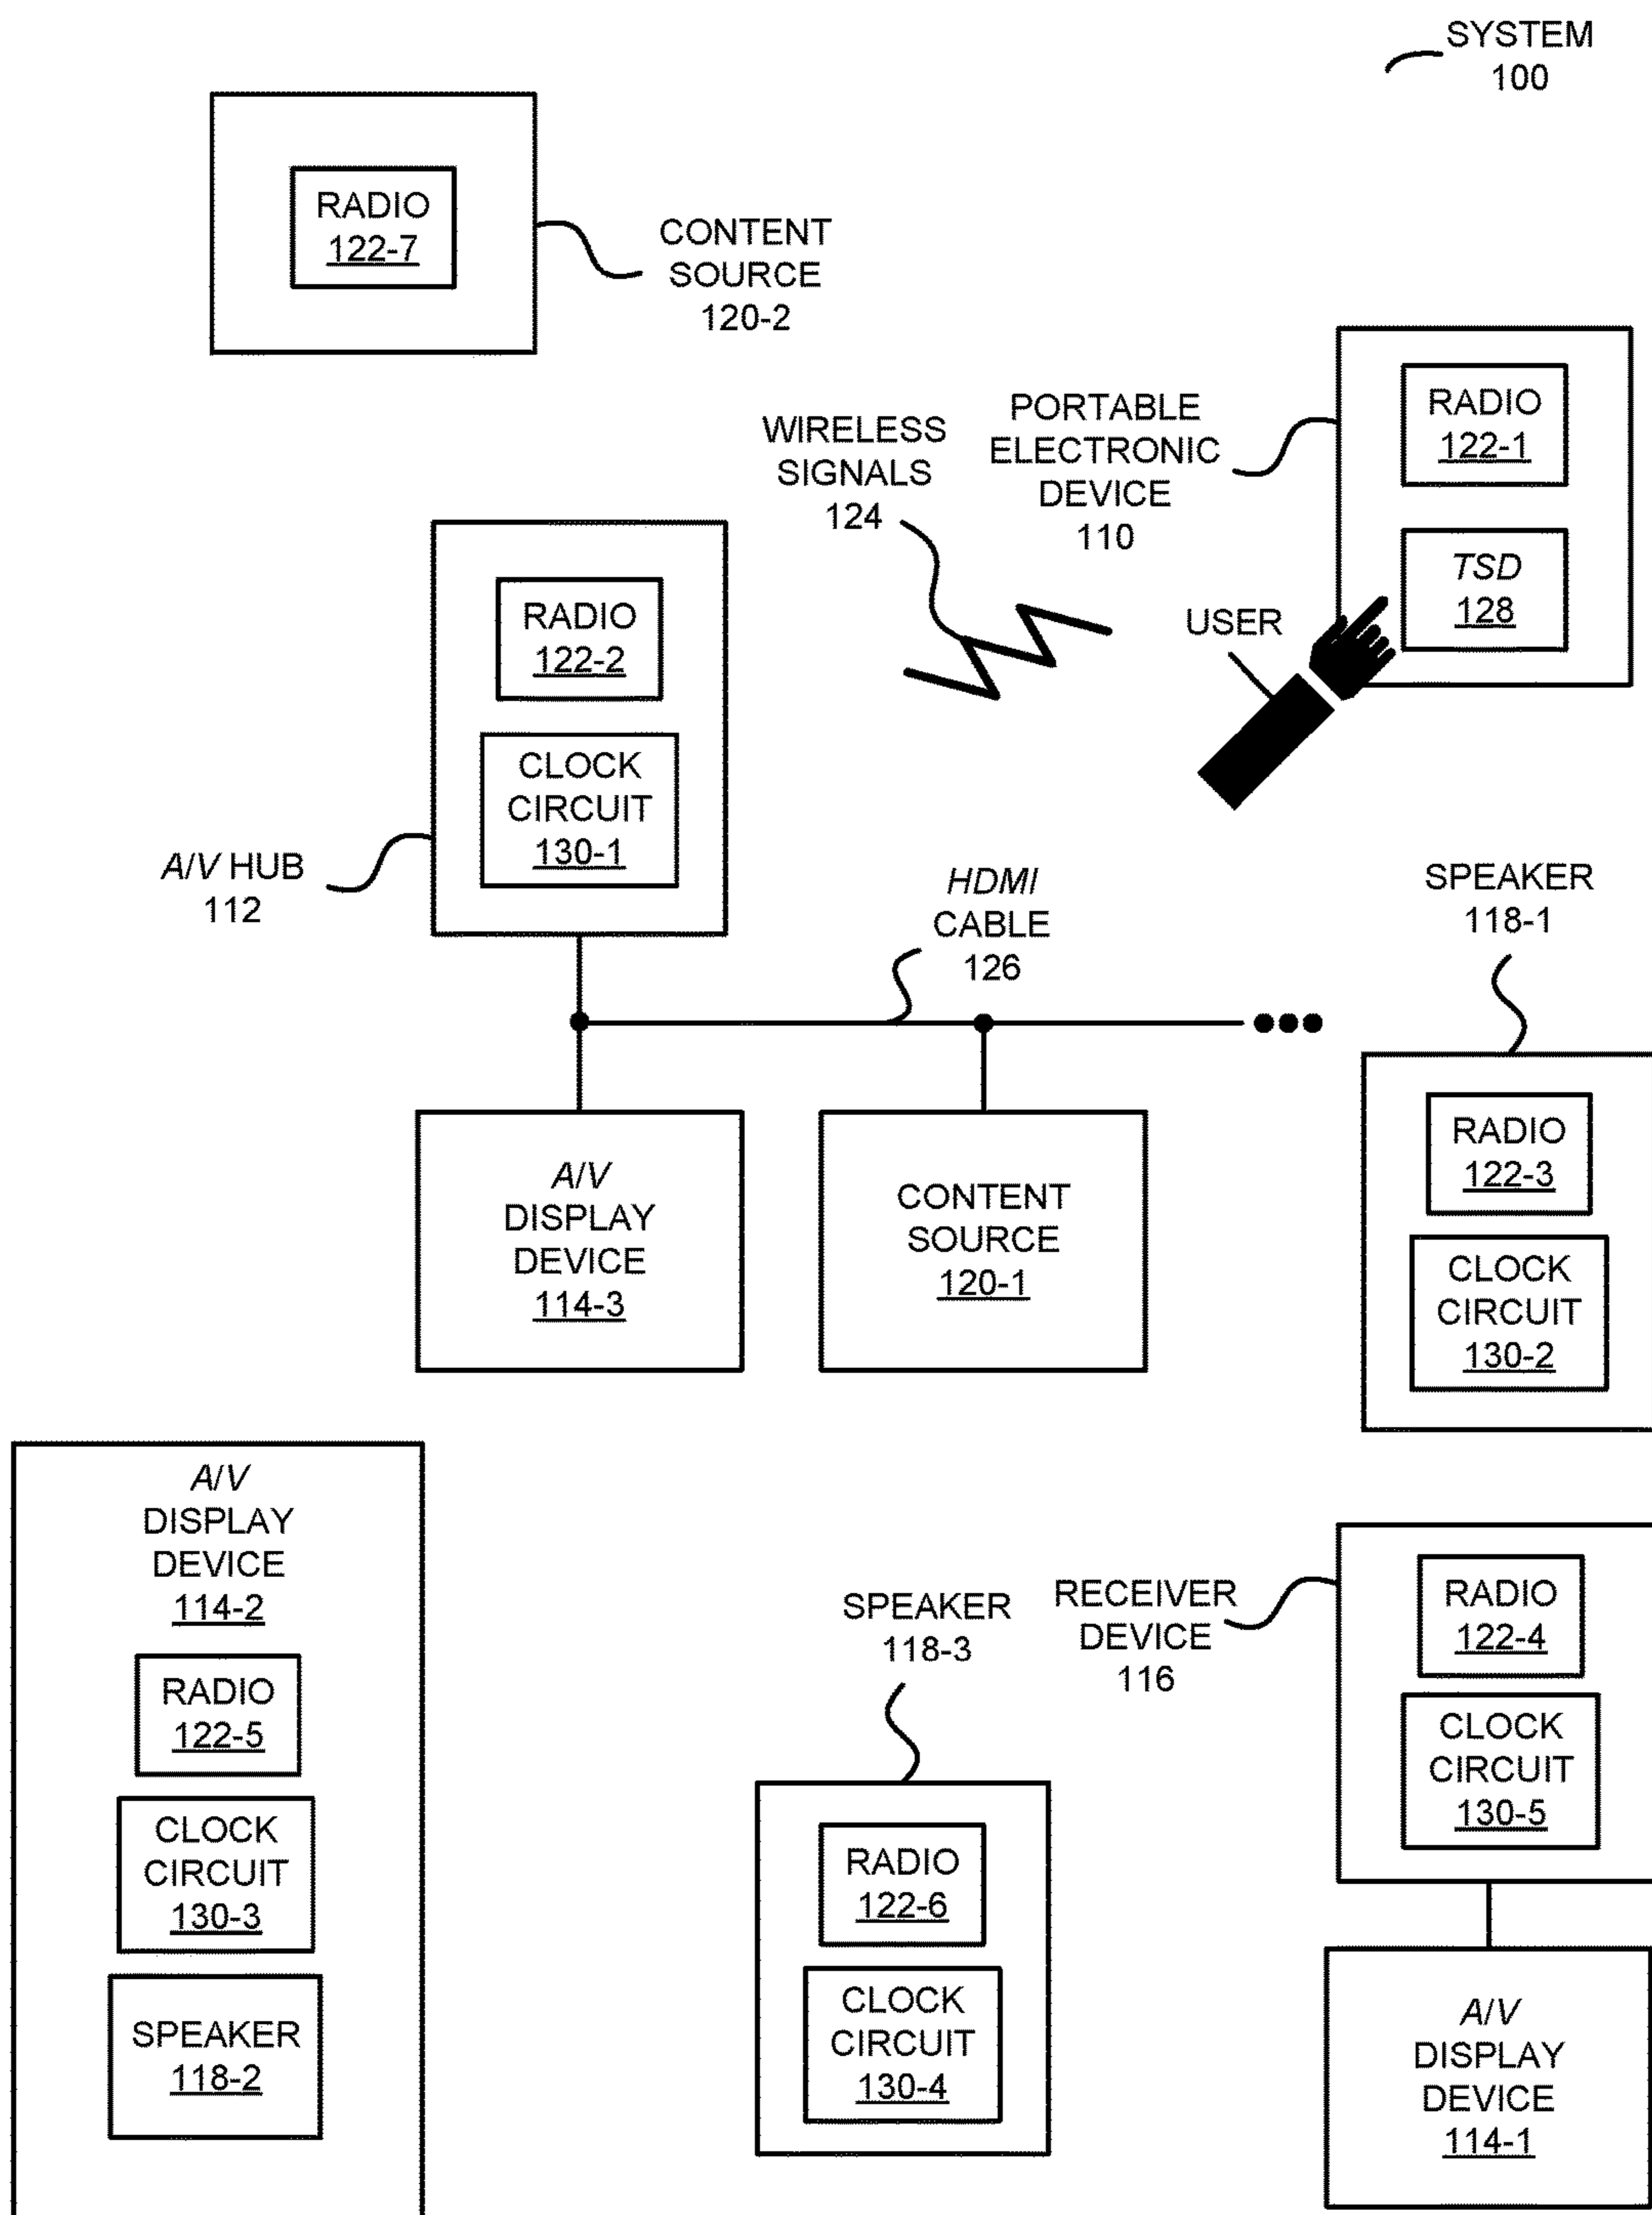 SYSTEM
100
RADIO
122-7
CONTENT
SOURCE
120-2
WIRELESS
SIGNALS
124
PORTABLE
ELECTRONIC
DEVICE
110
RADIO
122-1
TSD
128
USER
RADIO
122-2
CLOCK
CIRCUIT
130-1
A/V HUB
112
HDMI
CABLE
126
SPEAKER
118-1
RADIO
122-3
CLOCK
CIRCUIT
130-2
A/V
DISPLAY
DEVICE
114-3
CONTENT
SOURCE
120-1
A/V
DISPLAY
DEVICE
114-2
RADIO
122-5
CLOCK
CIRCUIT
130-3
SPEAKER
118-2
SPEAKER
118-3
RADIO
122-6
CLOCK
CIRCUIT
130-4
RECEIVER
DEVICE
116
RADIO
122-4
CLOCK
CIRCUIT
130-5
A/V
DISPLAY
DEVICE
114-1